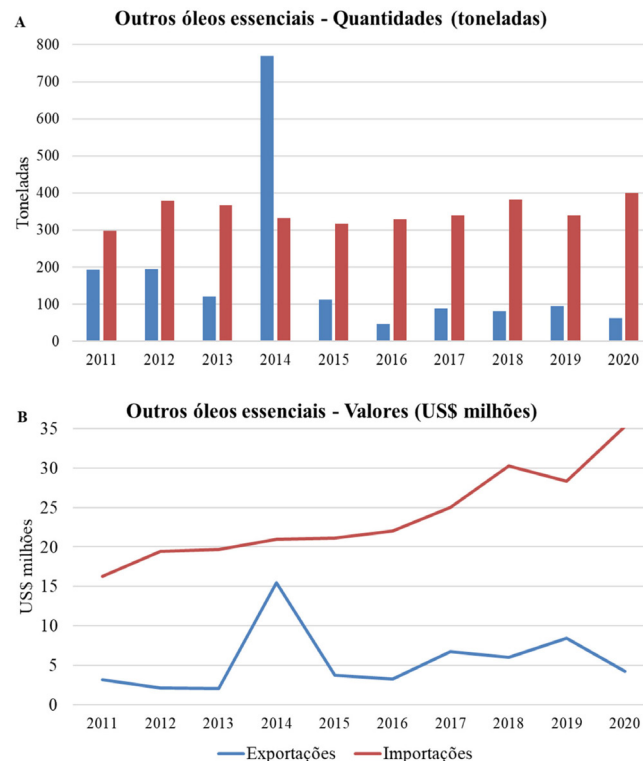 A Outros óleos essenciais - Quantidades (toneladas)
800
700
600
500
400
300
200
100
0
Toneladas
2011 2012 2013 2014 2015 2016 2017 2018 2019 2020
B Outros óleos essenciais - Valores (US$ milhões)
35
30
25
20
15
10
5
0
US$ milhões
2011 2012 2013 2014 2015 2016 2017 2018 2019 2020
Exportações Importações